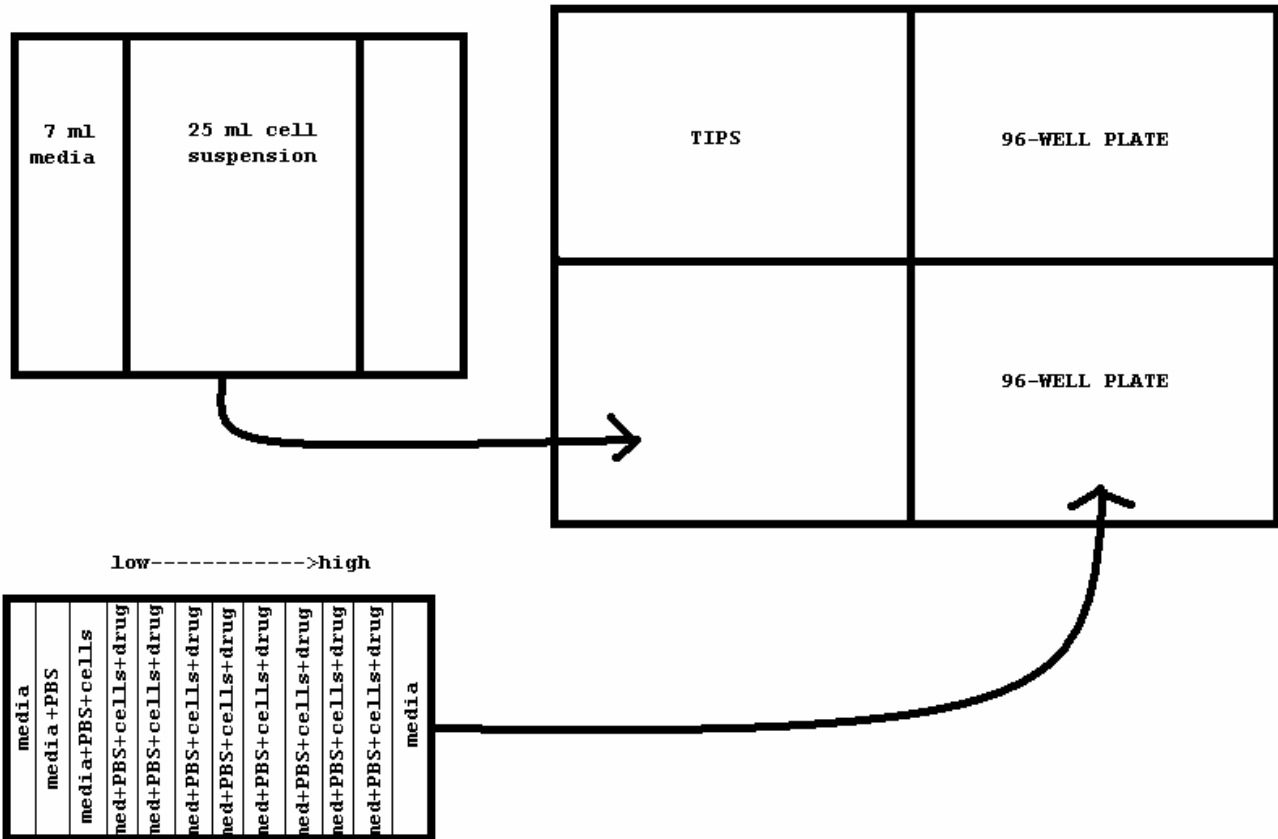 7 ml
media
25 ml cell
suspension
TIPS
96-WELL PLATE
96-WELL PLATE
low------------>high
media
media+PBS
media+PBS+cells
med+PBS+cells+drug
med+PBS+cells+drug
med+PBS+cells+drug
med+PBS+cells+drug
med+PBS+cells+drug
med+PBS+cells+drug
med+PBS+cells+drug
med+PBS+cells+drug
media